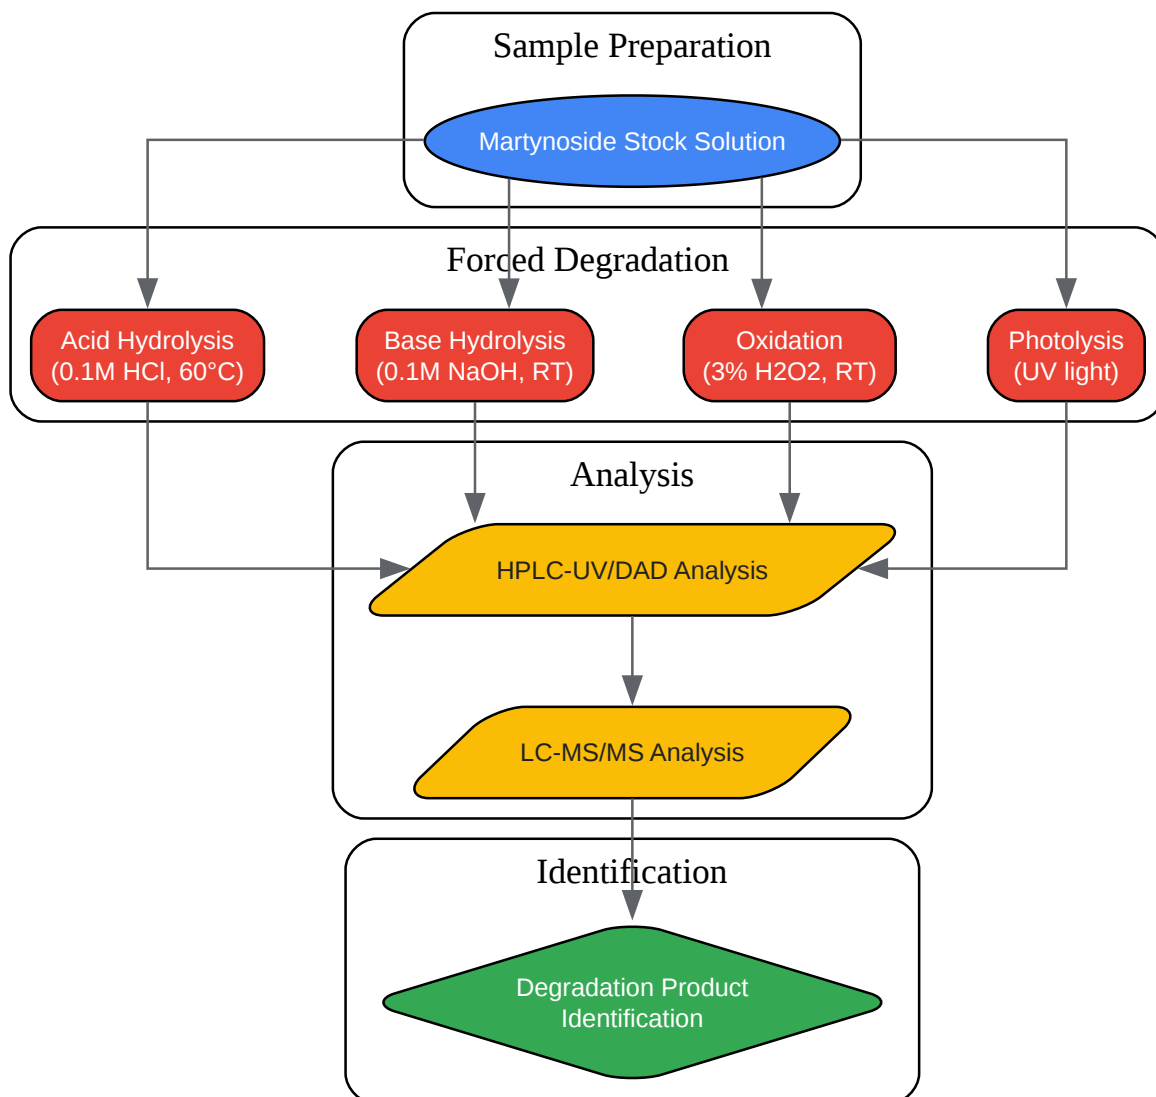 Sample Preparation
Martynoside Stock Solution
Forced Degradation
Acid Hydrolysis
(0.1M HCl, 60°C)
Base Hydrolysis
(0.1M NaOH, RT)
Oxidation
(3% H2O2, RT)
Photolysis
(UV light)
Analysis
HPLC-UV/DAD Analysis
LC-MS/MS Analysis
Identification
Degradation Product
Identification